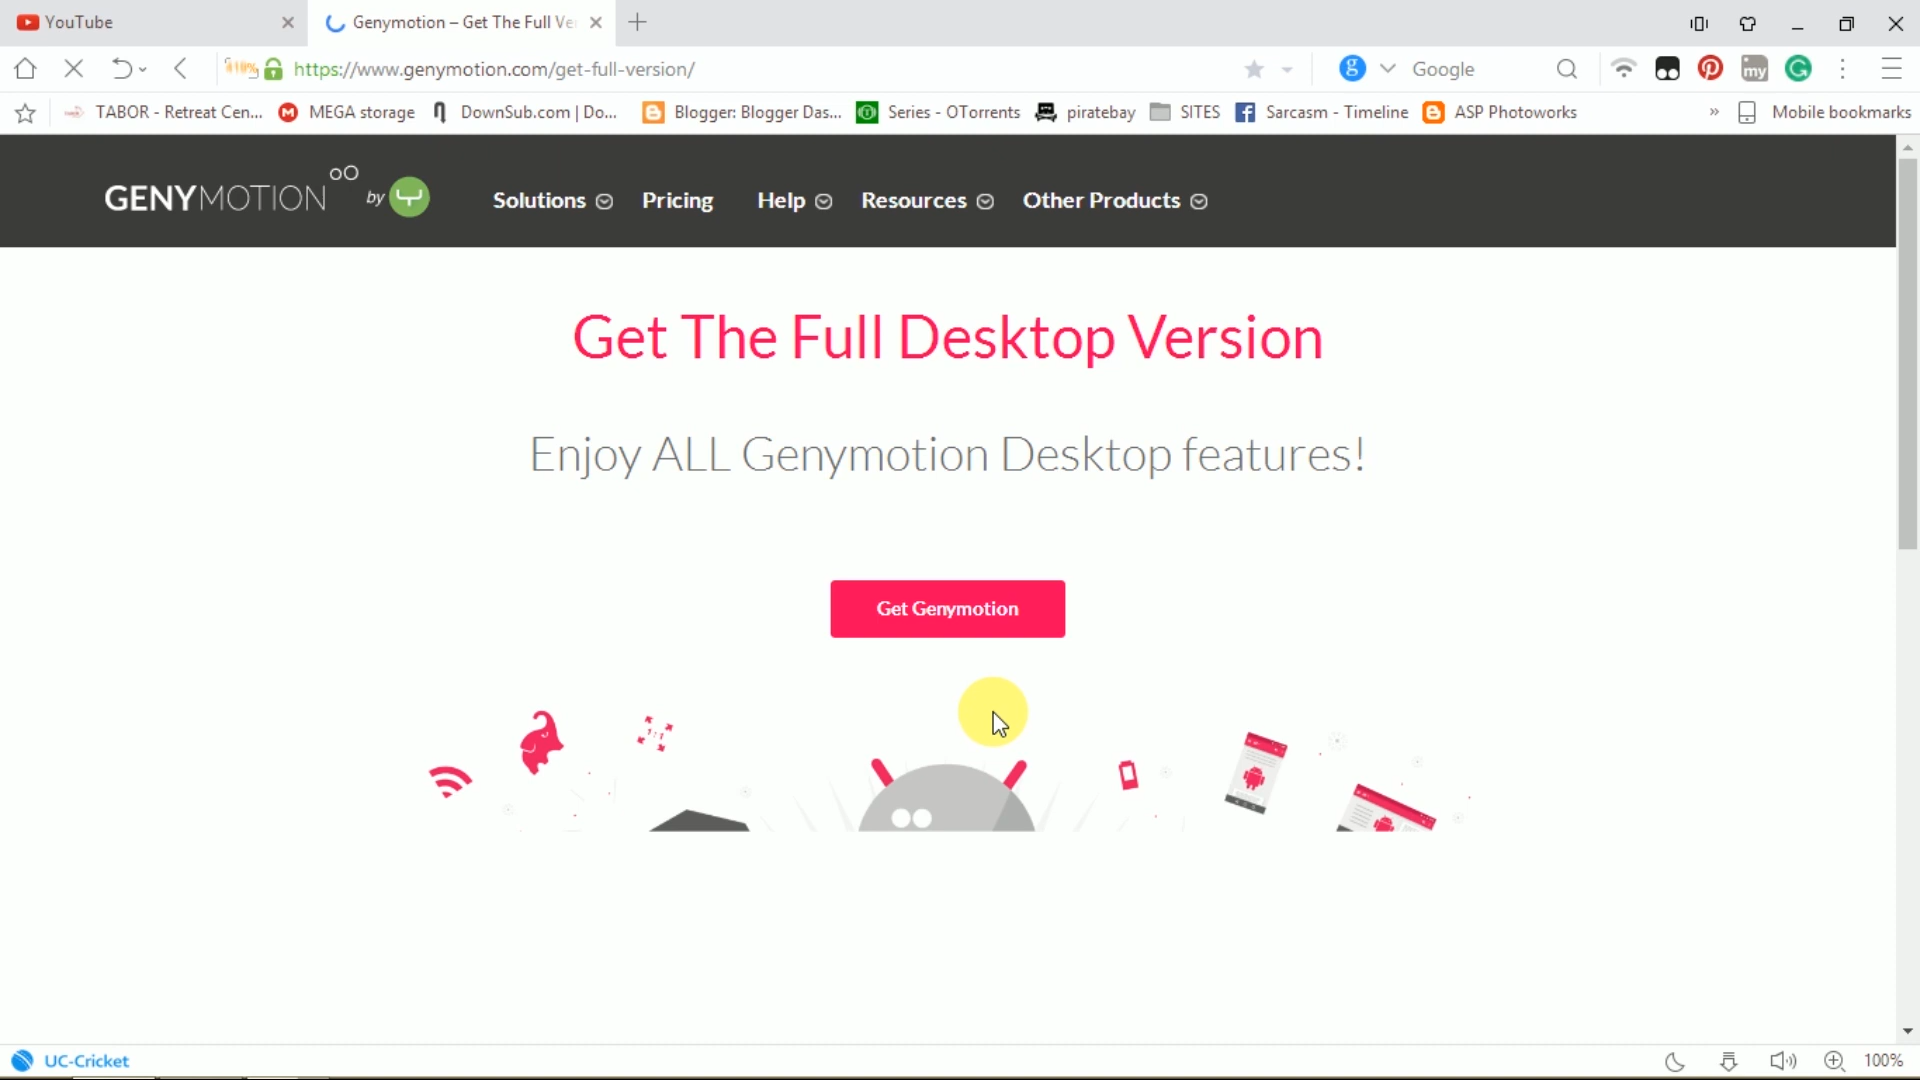 YouTube
Genymotion – Get The Full Ve
https://www.genymotion.com/get-full-version/
Google
TABOR - Retreat Cen...
MEGA storage
DownSub.com | Do...
Blogger: Blogger Das...
Series - OTorrents
piratebay
SITES
Sarcasm - Timeline
ASP Photoworks
»
Mobile bookmarks
GENYMOTION by
Solutions
Pricing
Help
Resources
Other Products
Get The Full Desktop Version
Enjoy ALL Genymotion Desktop features!
Get Genymotion
1:1
UC-Cricket
100%